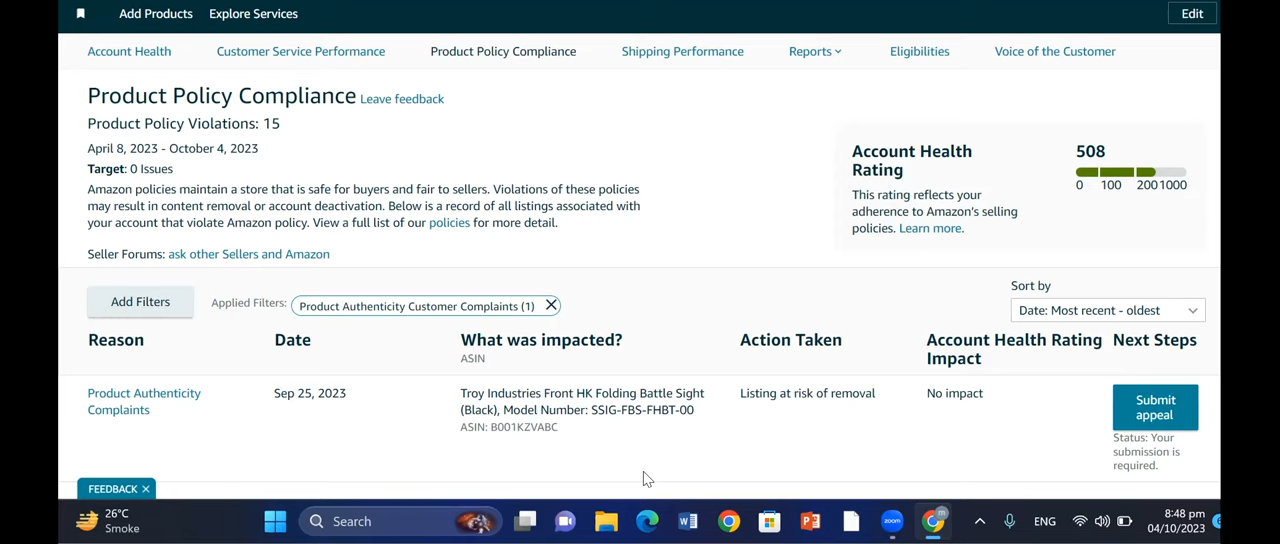 Add Products Explore Services Edit
Account Health Customer Service Performance Product Policy Compliance Shipping Performance Reports Eligibilities Voice of the Customer
Product Policy Compliance Leave feedback
Product Policy Violations: 15
April 8, 2023 - October 4, 2023
Target: 0 Issues
Amazon policies maintain a store that is safe for buyers and fair to sellers. Violations of these policies
may result in content removal or account deactivation. Below is a record of all listings associated with
your account that violate Amazon policy. View a full list of our policies for more detail.
Seller Forums: ask other Sellers and Amazon
Account Health
Rating
This rating reflects your
adherence to Amazon's selling
policies. Learn more.
508
0 100 200 1000
Add Filters Applied Filters: Product Authenticity Customer Complaints (1)
Sort by
Date: Most recent - oldest
Reason Date What was impacted? Action Taken Account Health Rating Next Steps
ASIN Impact
Product Authenticity Sep 25, 2023 Troy Industries Front HK Folding Battle Sight Listing at risk of removal No impact Submit
Complaints (Black), Model Number: SSIG-FBS-FHBT-00 appeal
ASIN: B001KZVABC
Status: Your
submission is
required.
FEEDBACK
26°C
Smoke
Search
zoom
m
ENG
8:48 pm
04/10/2023